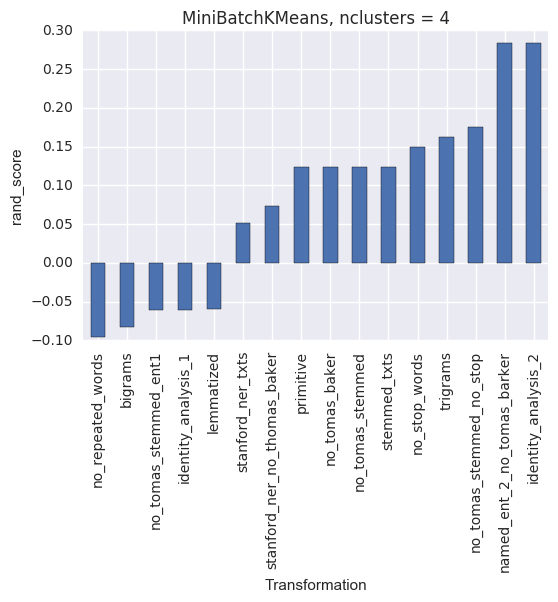 MiniBatchKMeans, nclusters = 4
0.30
0.25
0.20
0.15
0.10
0.05
0.00
−0.05
−0.10
rand_score
no_repeated_words
bigrams
no_tomas_stemmed_ent1
identity_analysis_1
lemmatized
stanford_ner_txts
stanford_ner_no_thomas_baker
primitive
no_tomas_baker
no_tomas_stemmed
stemmed_txts
no_stop_words
trigrams
no_tomas_stemmed_no_stop
named_ent_2_no_tomas_barker
identity_analysis_2
Transformation